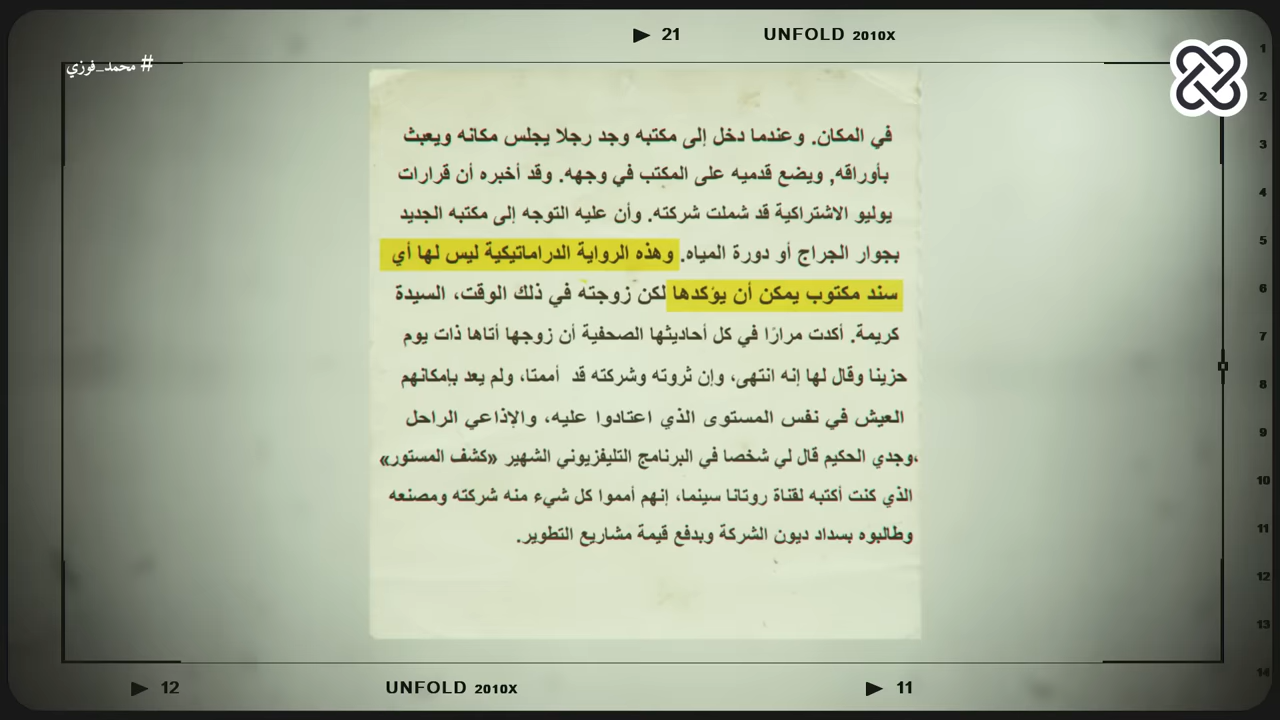 ▶ 21 UNFOLD 2010X
# محمد_فوزي
في المكان. وعندما دخل إلى مكتبه وجد رجلا يجلس مكانه ويعبث
بأوراقه, ويضع قدميه على المكتب في وجهه. وقد أخبره أن قرارات
يوليو الاشتراكية قد شملت شركته. وأن عليه التوجه إلى مكتبه الجديد
بجوار الجراج أو دورة المياه. وهذه الرواية الدراماتيكية ليس لها أي
سند مكتوب يمكن أن يؤكدها لكن زوجته في ذلك الوقت، السيدة
كريمة. أكدت مرارًا في كل أحاديثها الصحفية أن زوجها أتاها ذات يوم
حزينا وقال لها إنه انتهى، وإن ثروته وشركته قد أممتا، ولم يعد بإمكانهم
العيش في نفس المستوى الذي اعتادوا عليه، والإذاعي الراحل
،وجدي الحكيم قال لي شخصا في البرنامج التليفزيوني الشهير «كشف المستور»
الذي كنت أكتبه لقناة روتانا سينما، إنهم أمموا كل شيء منه شركته ومصنعه
وطالبوه بسداد ديون الشركة وبدفع قيمة مشاريع التطوير.
1
2
3
4
5
6
7
8
9
10
11
12
13
14
▶ 12 UNFOLD 2010X ▶ 11